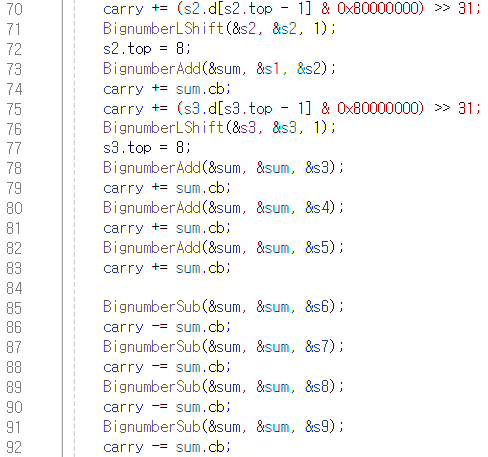 70 carry += (s2.d[s2.top - 1] & 0x80000000) >> 31;
71 BignumberLShift(&s2, &s2, 1);
72 s2.top = 8;
73 BignumberAdd(&sum, &s1, &s2);
74 carry += sum.cb;
75 carry += (s3.d[s3.top - 1] & 0x80000000) >> 31;
76 BignumberLShift(&s3, &s3, 1);
77 s3.top = 8;
78 BignumberAdd(&sum, &sum, &s3);
79 carry += sum.cb;
80 BignumberAdd(&sum, &sum, &s4);
81 carry += sum.cb;
82 BignumberAdd(&sum, &sum, &s5);
83 carry += sum.cb;
84
85 BignumberSub(&sum, &sum, &s6);
86 carry -= sum.cb;
87 BignumberSub(&sum, &sum, &s7);
88 carry -= sum.cb;
89 BignumberSub(&sum, &sum, &s8);
90 carry -= sum.cb;
91 BignumberSub(&sum, &sum, &s9);
92 carry -= sum.cb;